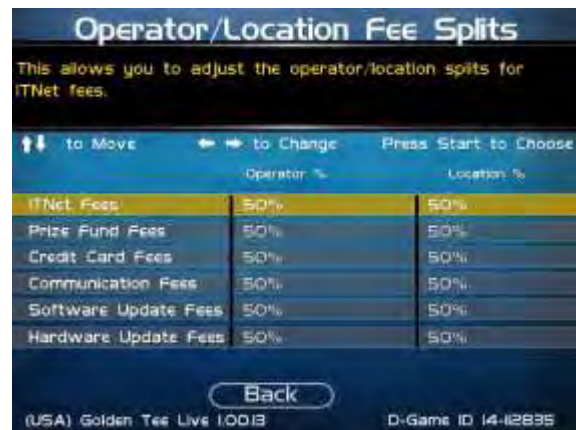 Operator/Location Fee Splits
This allows you to adjust the operator/location splits for
ITNet fees.
to Move to Change Press Start to Choose
Operator % Location %
ITNet Fees 50% 50%
Prize Fund Fees 50% 50%
Credit Card Fees 50% 50%
Communication Fees 50% 50%
Software Update Fees 50% 50%
Hardware Update Fees 50% 50%
Back
(USA) Golden Tee Live 1.00.13 D-Game ID 14-112835